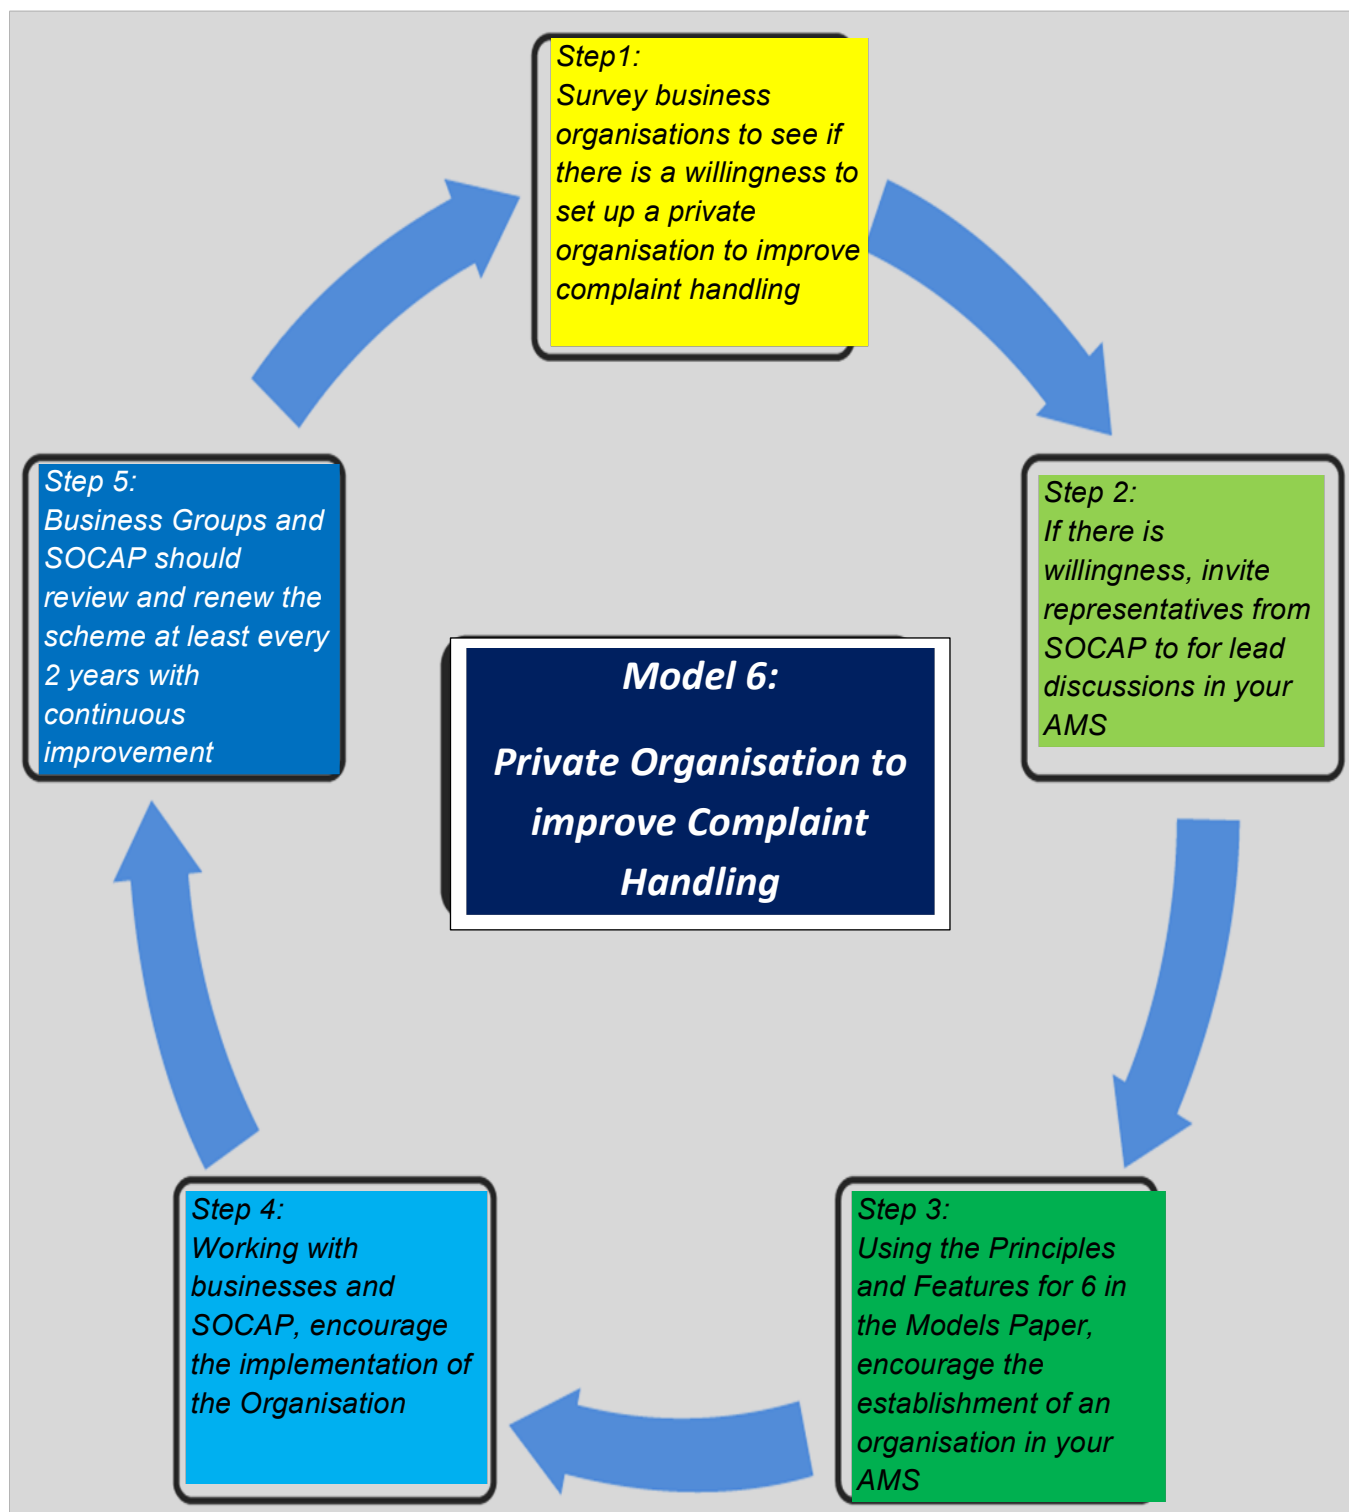 Step1:
Survey business
organisations to see if
there is a willingness to
set up a private
organisation to improve
complaint handling
Step 2:
If there is
willingness, invite
representatives from
SOCAP to for lead
discussions in your
AMS
Step 3:
Using the Principles
and Features for 6 in
the Models Paper,
encourage the
establishment of an
organisation in your
AMS
Step 4:
Working with
businesses and
SOCAP, encourage
the implementation of
the Organisation
Step 5:
Business Groups and
SOCAP should
review and renew the
scheme at least every
2 years with
continuous
improvement
Model 6:
Private Organisation to
improve Complaint
Handling